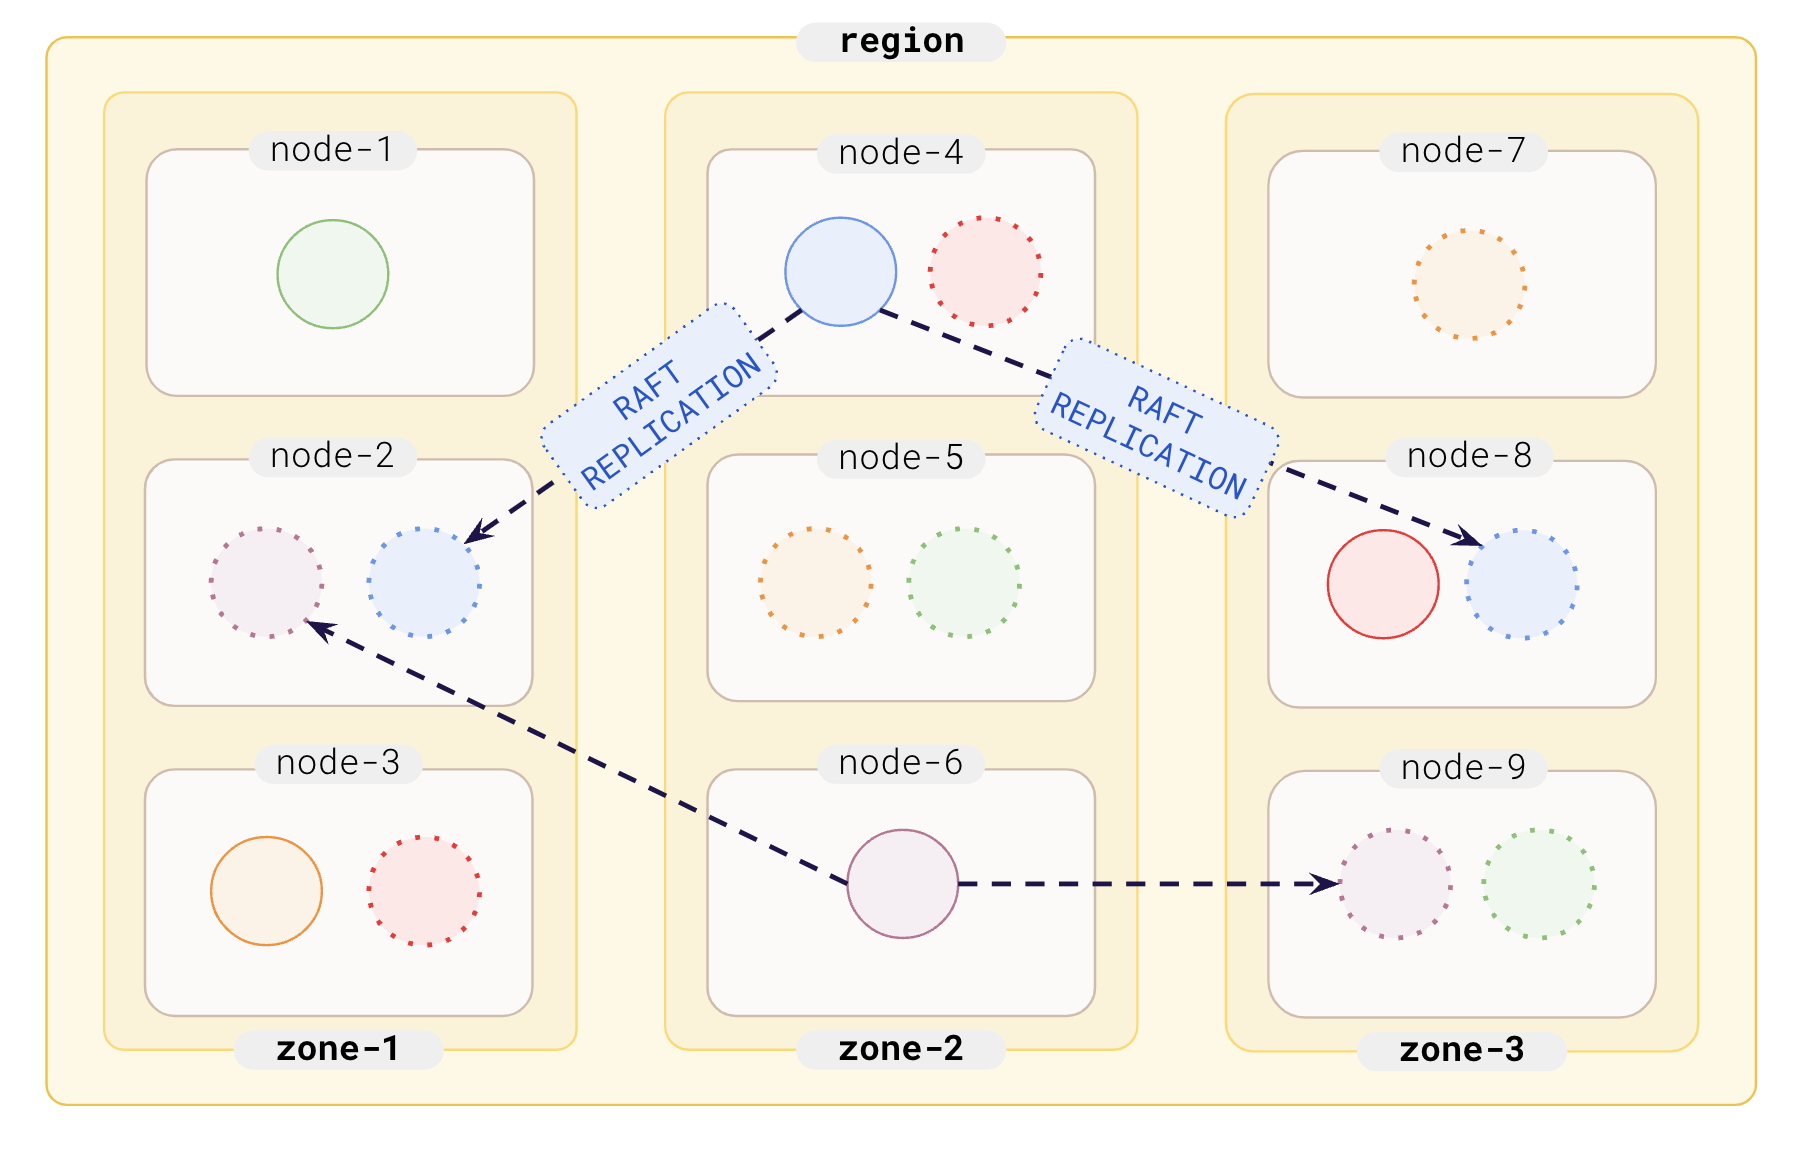 region
node-1
node-4
node-7
RAFT
REPLICATION
RAFT
REPLICATION
node-2
node-5
node-8
node-3
node-6
node-9
zone-1
zone-2
zone-3